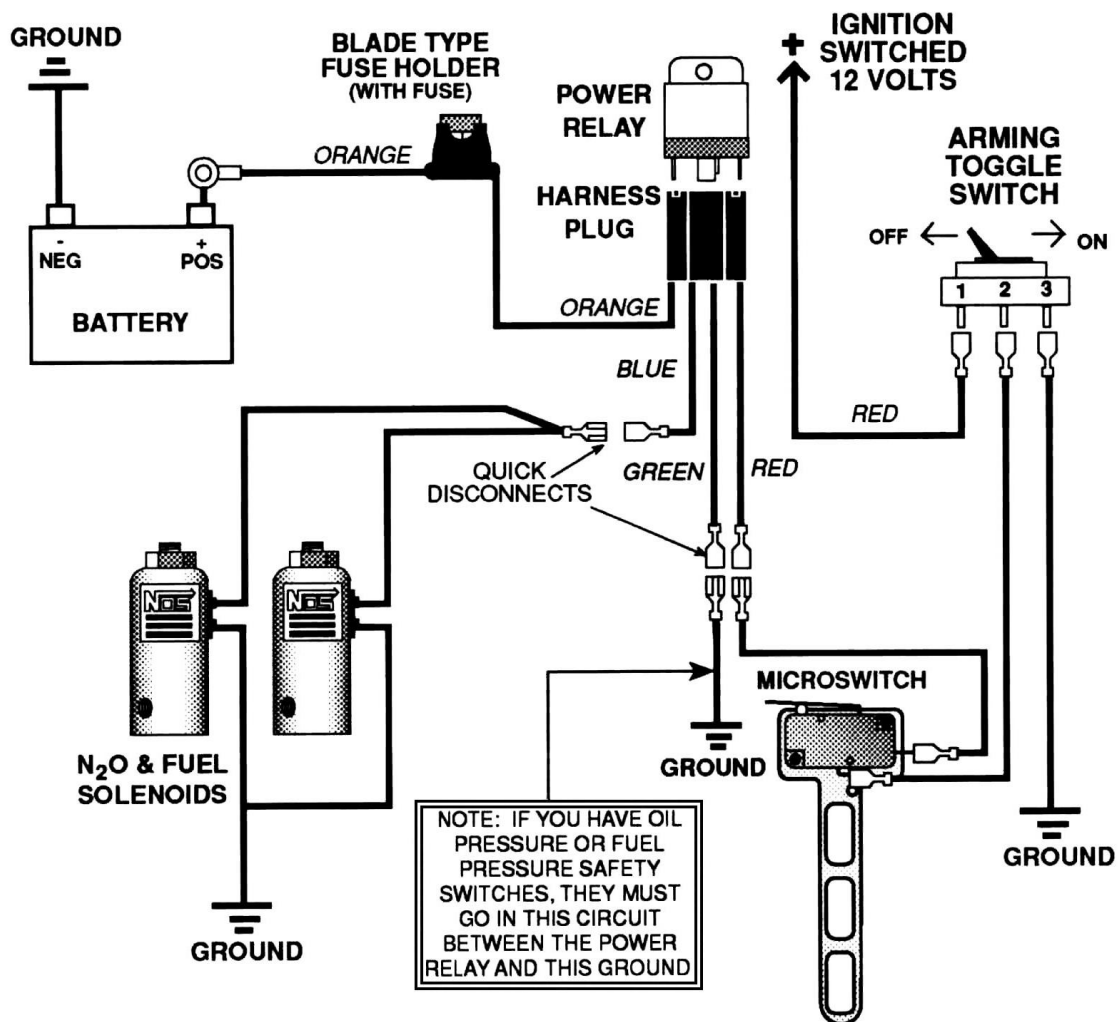 GROUND
BLADE TYPE
FUSE HOLDER
(WITH FUSE)
ORANGE
POWER
RELAY
+ IGNITION
SWITCHED
12 VOLTS
ARMING
TOGGLE
SWITCH
HARNESS
PLUG
OFF
ON
-
NEG
+
POS
BATTERY
1 2 3
ORANGE
BLUE
RED
QUICK
DISCONNECTS
GREEN
RED
NOS
NOS
N2O & FUEL
SOLENOIDS
MICROSWITCH
GROUND
GROUND
GROUND
NOTE: IF YOU HAVE OIL
PRESSURE OR FUEL
PRESSURE SAFETY
SWITCHES, THEY MUST
GO IN THIS CIRCUIT
BETWEEN THE POWER
RELAY AND THIS GROUND